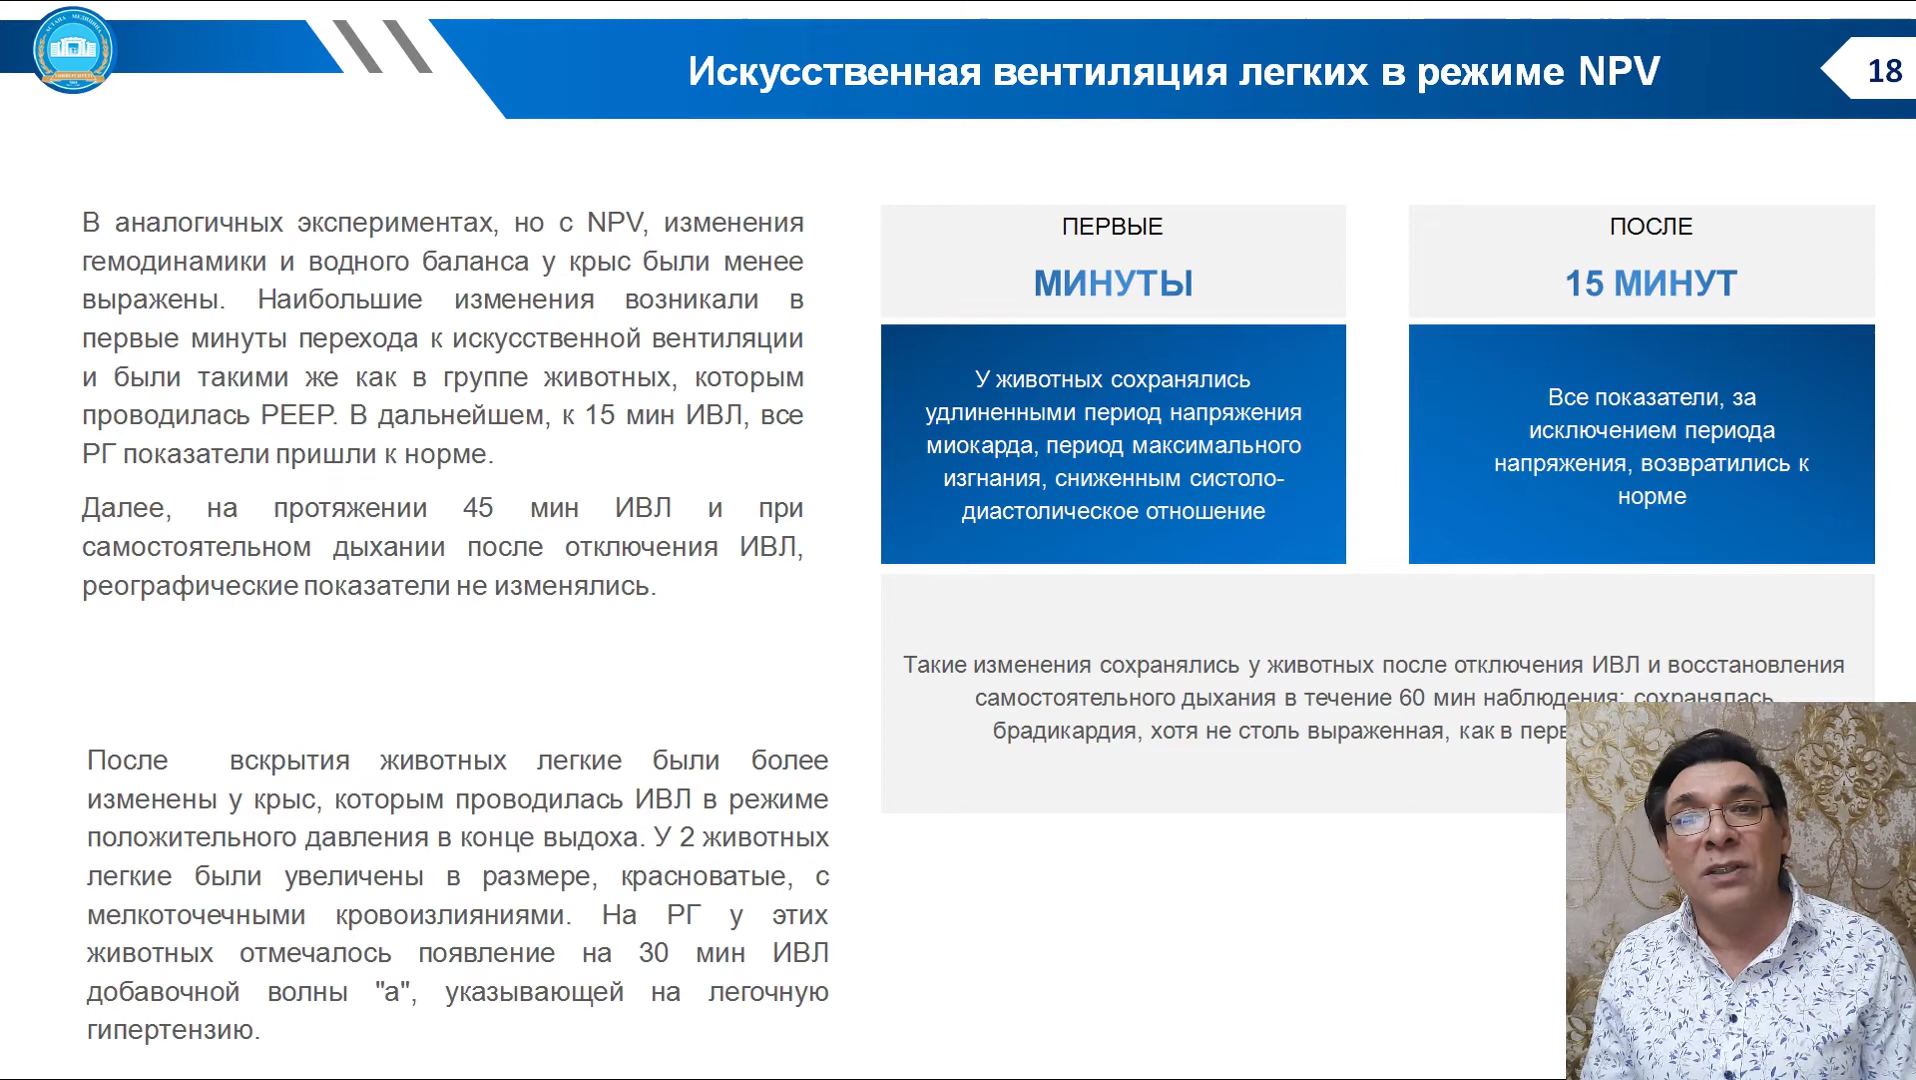 Искусственная вентиляция легких в режиме NPV
18
В аналогичных экспериментах, но с NPV, изменения
гемодинамики и водного баланса у крыс были менее
выражены. Наибольшие изменения возникали в
первые минуты перехода к искусственной вентиляции
и были такими же как в группе животных, которым
проводилась PEEP. В дальнейшем, к 15 мин ИВЛ, все
РГ показатели пришли к норме.
Далее, на протяжении 45 мин ИВЛ и при
самостоятельном дыхании после отключения ИВЛ,
реографические показатели не изменялись.
После вскрытия животных легкие были более
изменены у крыс, которым проводилась ИВЛ в режиме
положительного давления в конце выдоха. У 2 животных
легкие были увеличены в размере, красноватые, с
мелкоточечными кровоизлияниями. На РГ у этих
животных отмечалось появление на 30 мин ИВЛ
добавочной волны "а", указывающей на легочную
гипертензию.
ПЕРВЫЕ
МИНУТЫ
У животных сохранялись
удлиненными период напряжения
миокарда, период максимального
изгнания, сниженным систоло-
диастолическое отношение
ПОСЛЕ
15 МИНУТ
Все показатели, за
исключением периода
напряжения, возвратились к
норме
Такие изменения сохранялись у животных после отключения ИВЛ и восстановления
самостоятельного дыхания в течение 60 мин наблюдения: сохранялась
брадикардия, хотя не столь выраженная, как в